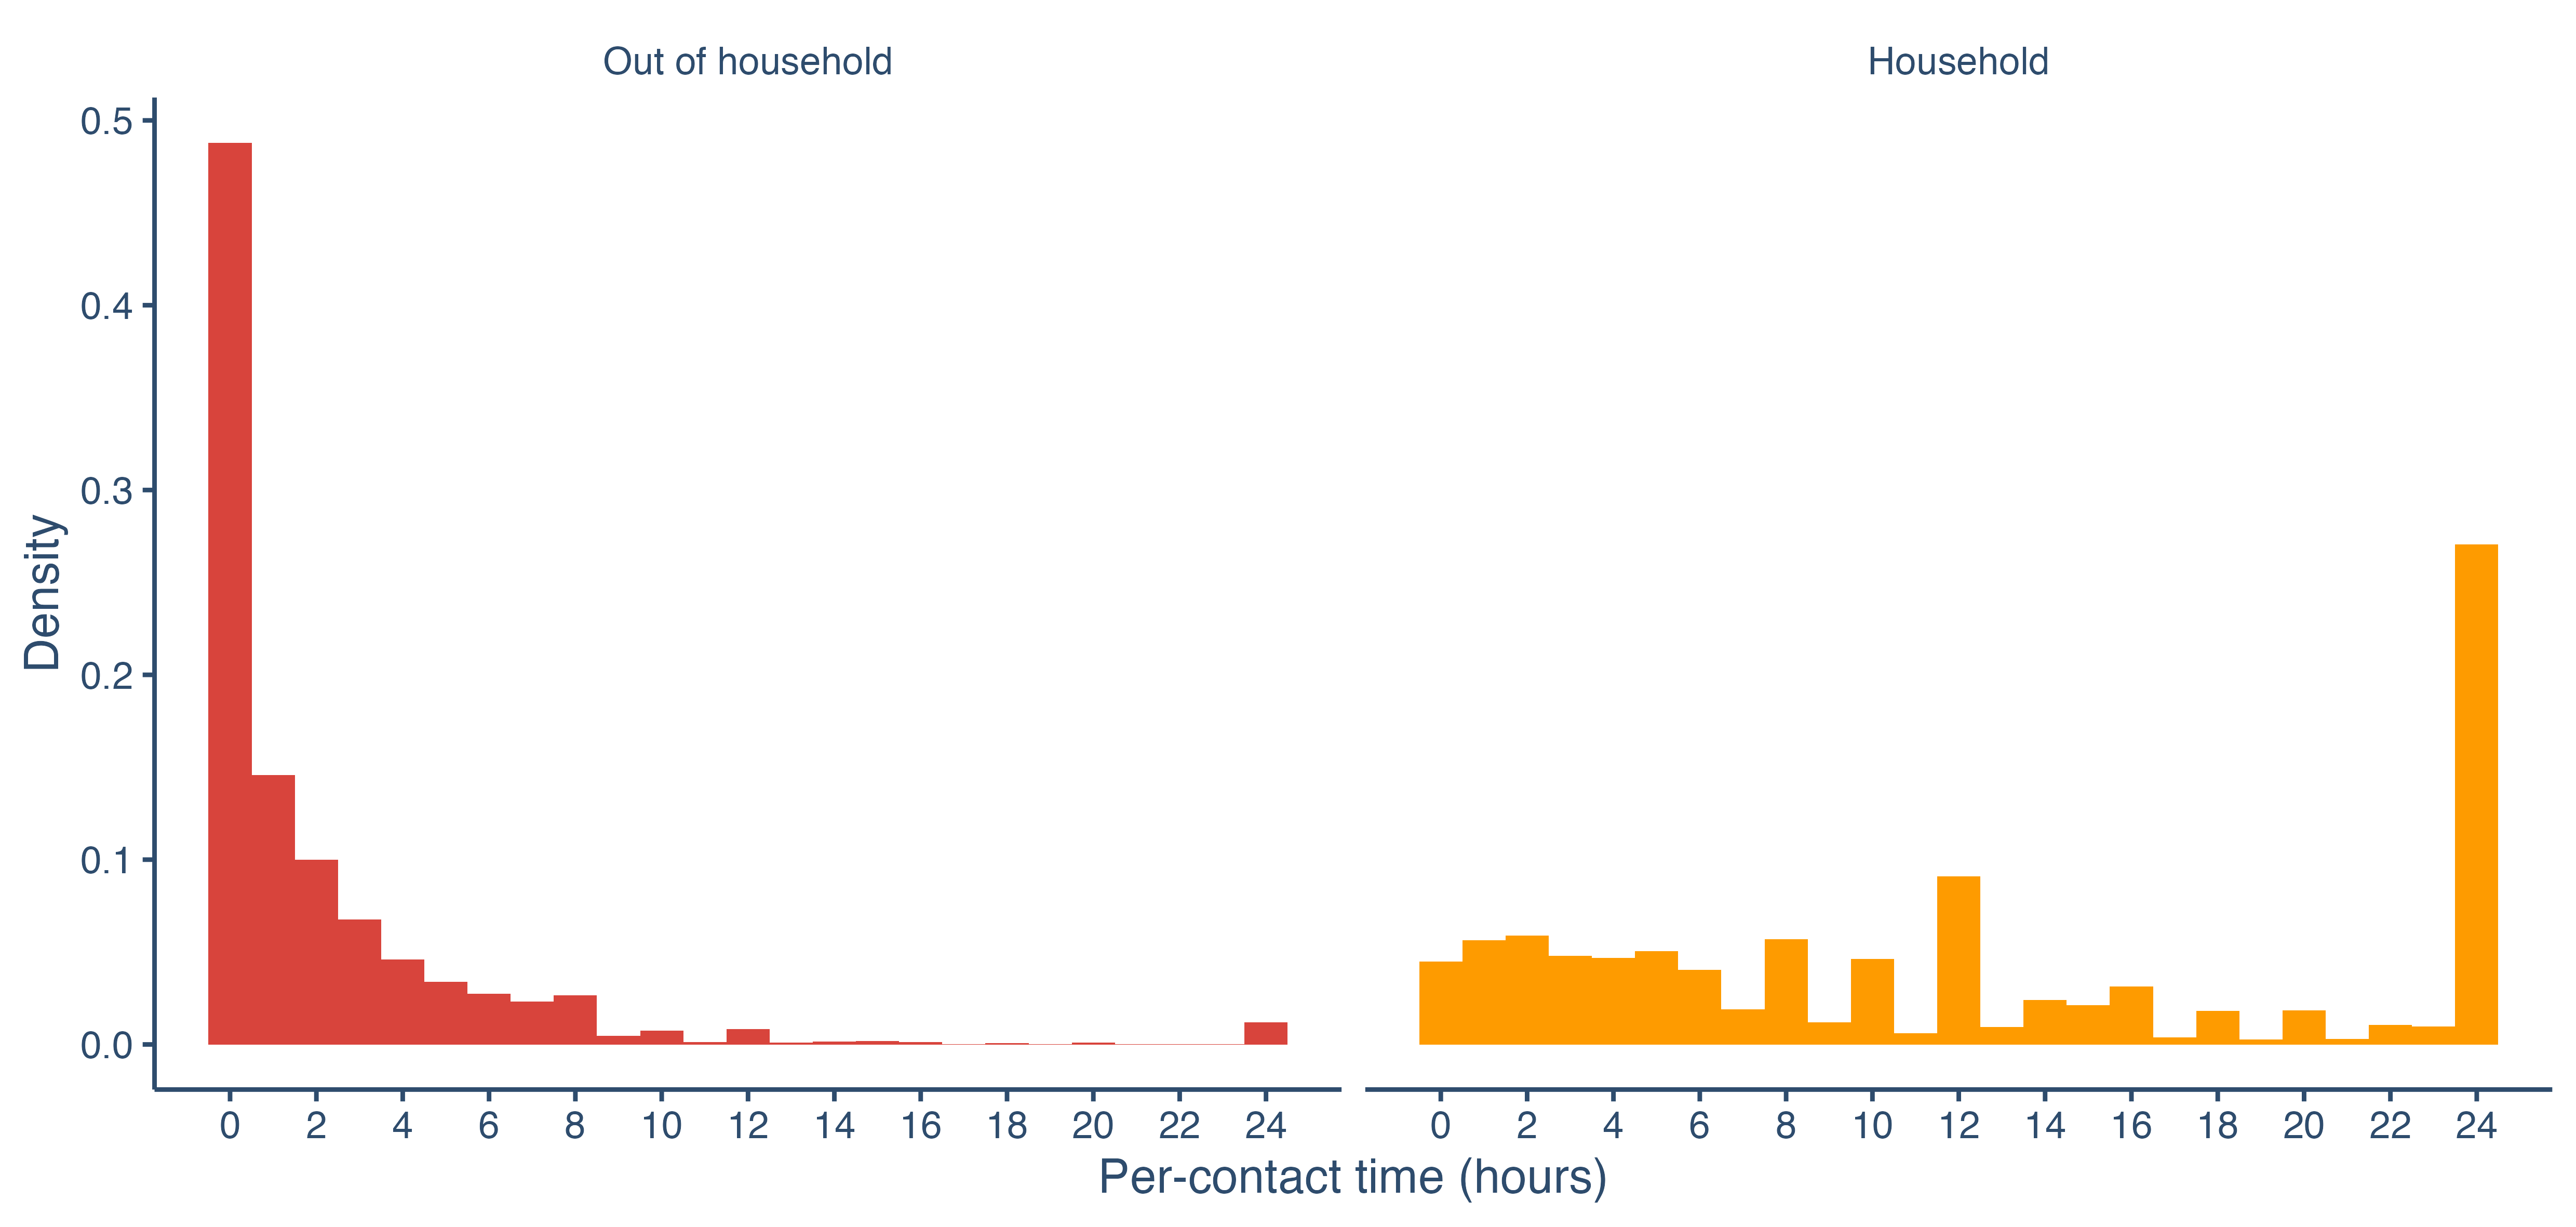 Out of household
Household
0.5
0.4
0.3
0.2
0.1
0.0
Density
0 2 4 6 8 10 12 14 16 18 20 22 24
0 2 4 6 8 10 12 14 16 18 20 22 24
Per-contact time (hours)